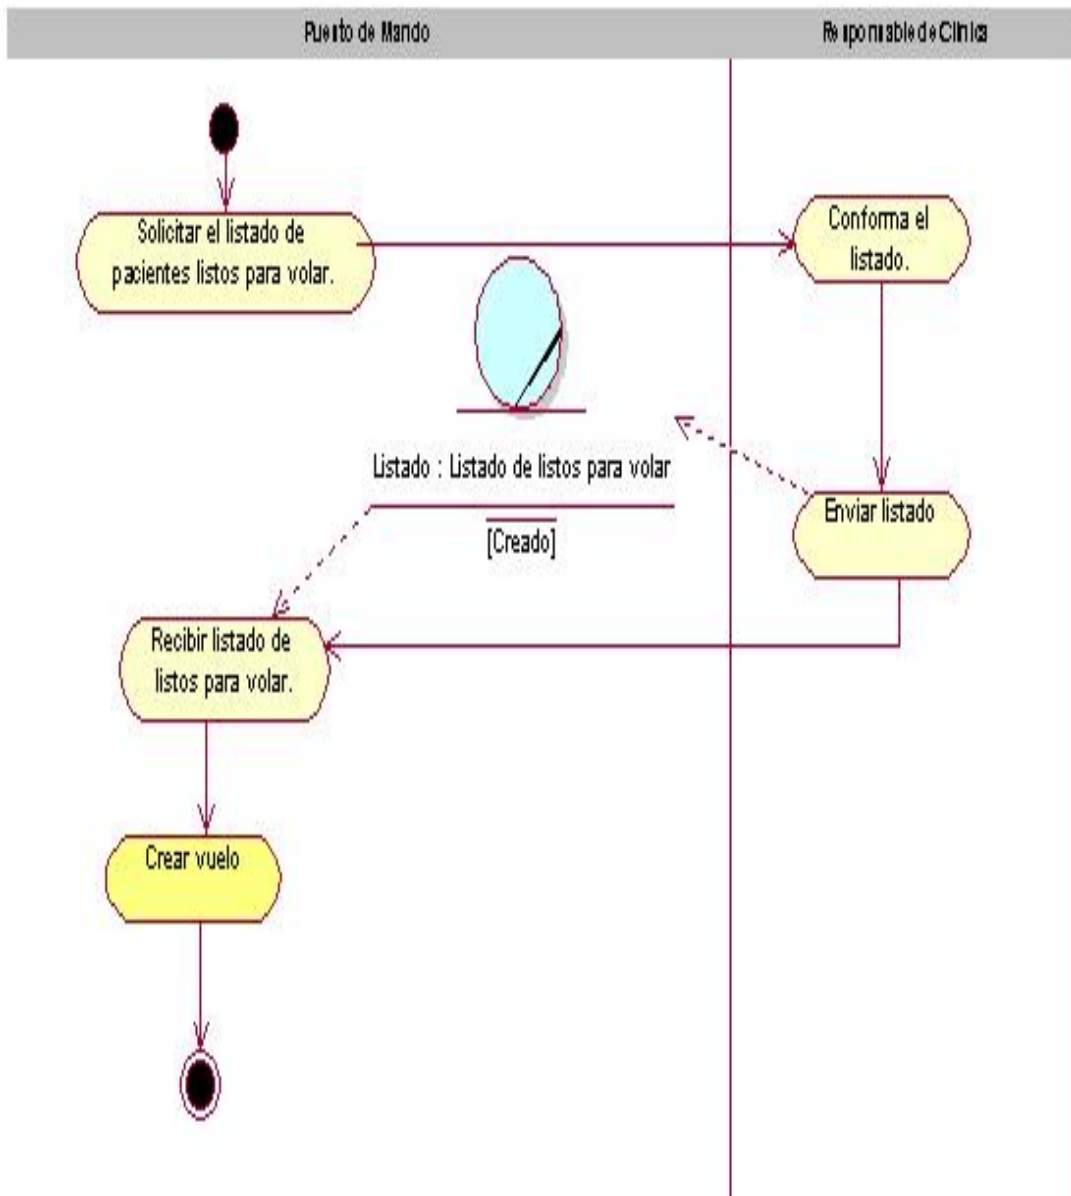 Puesto de Mando
Responsable de Clínica
Solicitar el listado de
pacientes listos para volar.
Conforma el
listado.
Listado : Listado de listos para volar
[Creado]
Enviar listado
Recibir listado de
listos para volar.
Crear vuelo